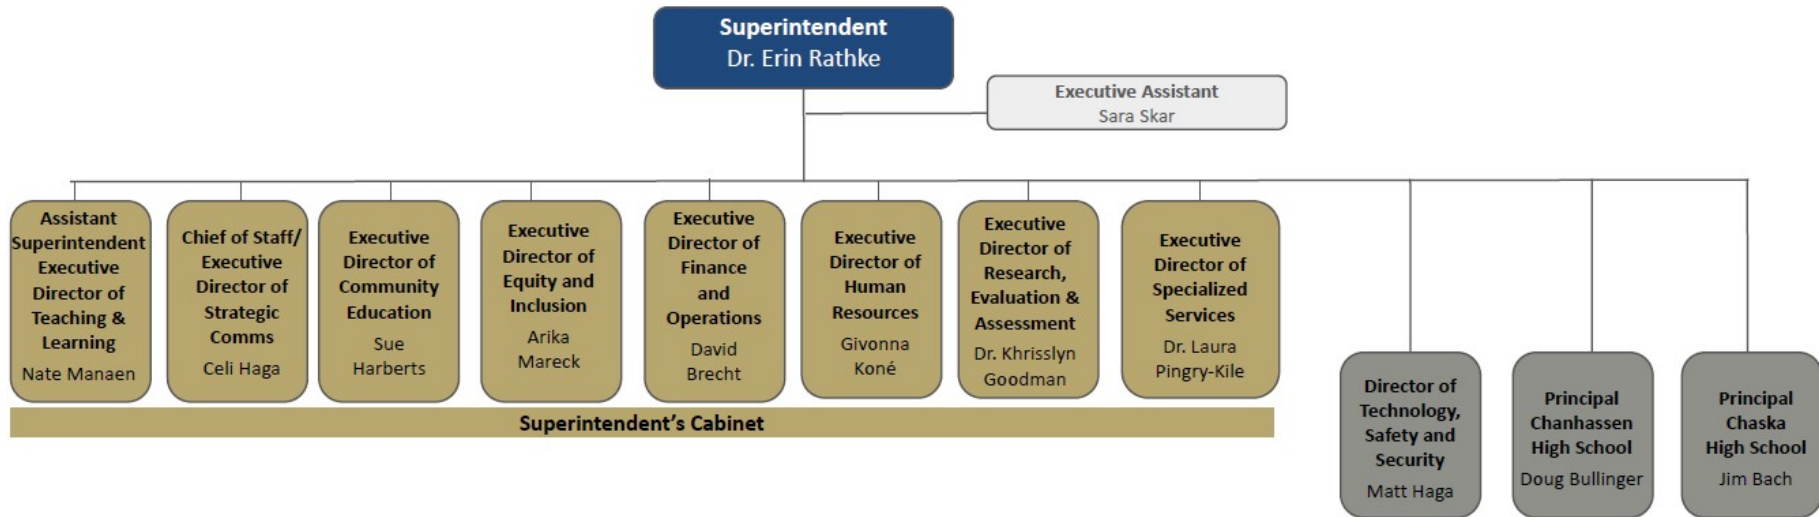 Superintendent
Dr. Erin Rathke
Executive Assistant
Sara Skar
Assistant
Superintendent
Executive
Director of
Teaching &
Learning
Nate Manaen
Chief of Staff/
Executive
Director of
Strategic
Comms
Celi Haga
Executive
Director of
Community
Education
Sue
Harberts
Executive
Director of
Equity and
Inclusion
Arika
Mareck
Executive
Director of
Finance
and
Operations
David
Brecht
Executive
Director of
Human
Resources
Givonna
Koné
Executive
Director of
Research,
Evaluation &
Assessment
Dr. Khrisslyn
Goodman
Executive
Director of
Specialized
Services
Dr. Laura
Pingry-Kile
Superintendent's Cabinet
Director of
Technology,
Safety and
Security
Matt Haga
Principal
Chanhassen
High School
Doug Bullinger
Principal
Chaska
High School
Jim Bach